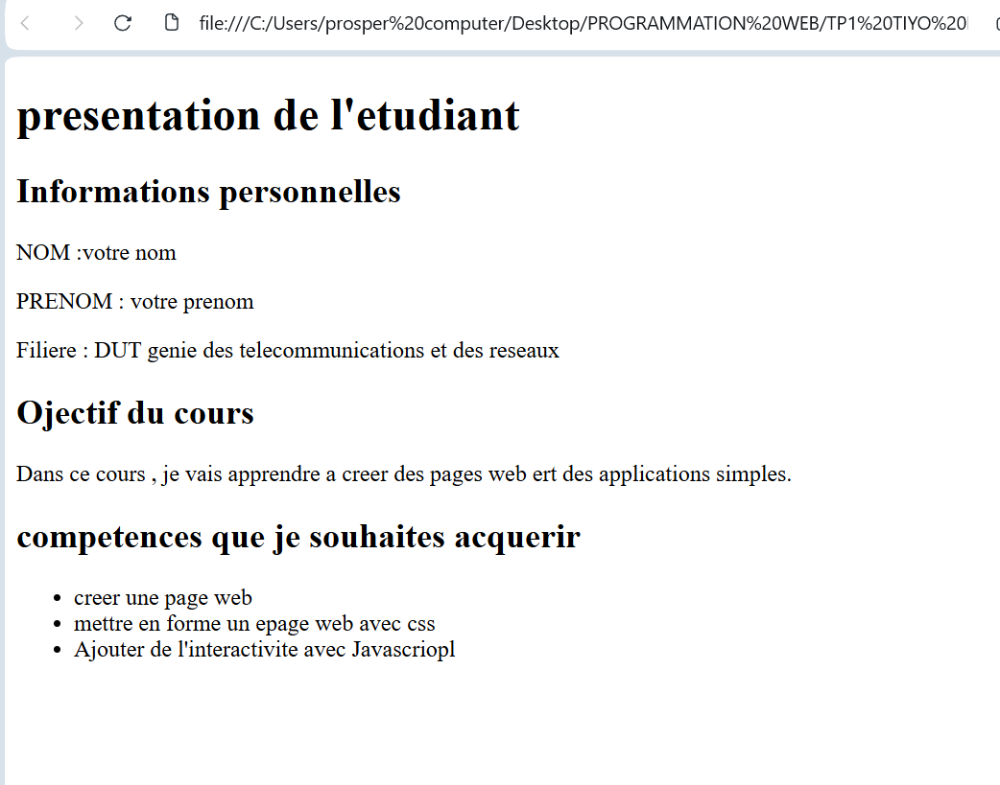 file:///C:/Users/prosper%20computer/Desktop/PROGRAMMATION%20WEB/TP1%20TIYO%20
presentation de l'etudiant
Informations personnelles
NOM :votre nom
PRENOM : votre prenom
Filiere : DUT genie des telecommunications et des reseaux
Ojectif du cours
Dans ce cours , je vais apprendre a creer des pages web ert des applications simples.
competences que je souhaites acquerir
• creer une page web
• mettre en forme un epage web avec css
• Ajouter de l'interactivite avec Javascriopl